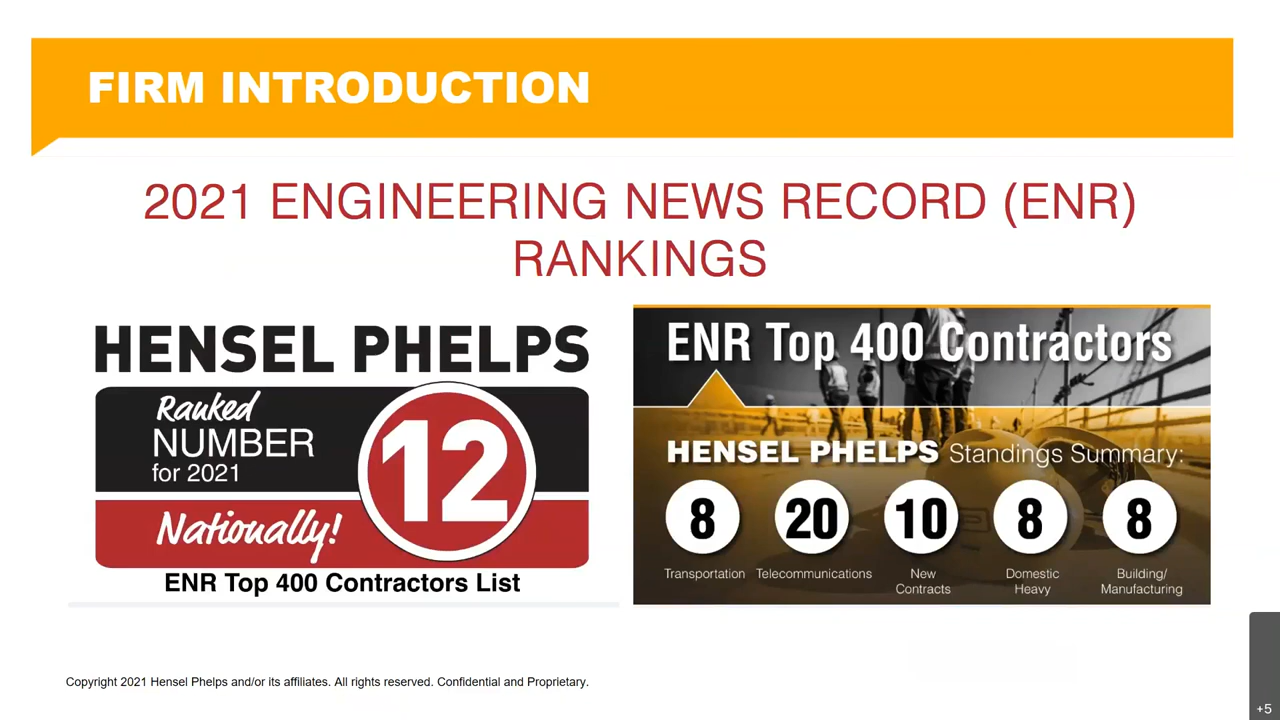 FIRM INTRODUCTION
2021 ENGINEERING NEWS RECORD (ENR)
RANKINGS
HENSEL PHELPS
Ranked
NUMBER
for 2021
12
Nationally!
ENR Top 400 Contractors List
ENR Top 400 Contractors
HENSEL PHELPS Standings Summary:
8 20 10 8 8
Transportation Telecommunications New Domestic Building/
Contracts Heavy Manufacturing
Copyright 2021 Hensel Phelps and/or its affiliates. All rights reserved. Confidential and Proprietary.
+5